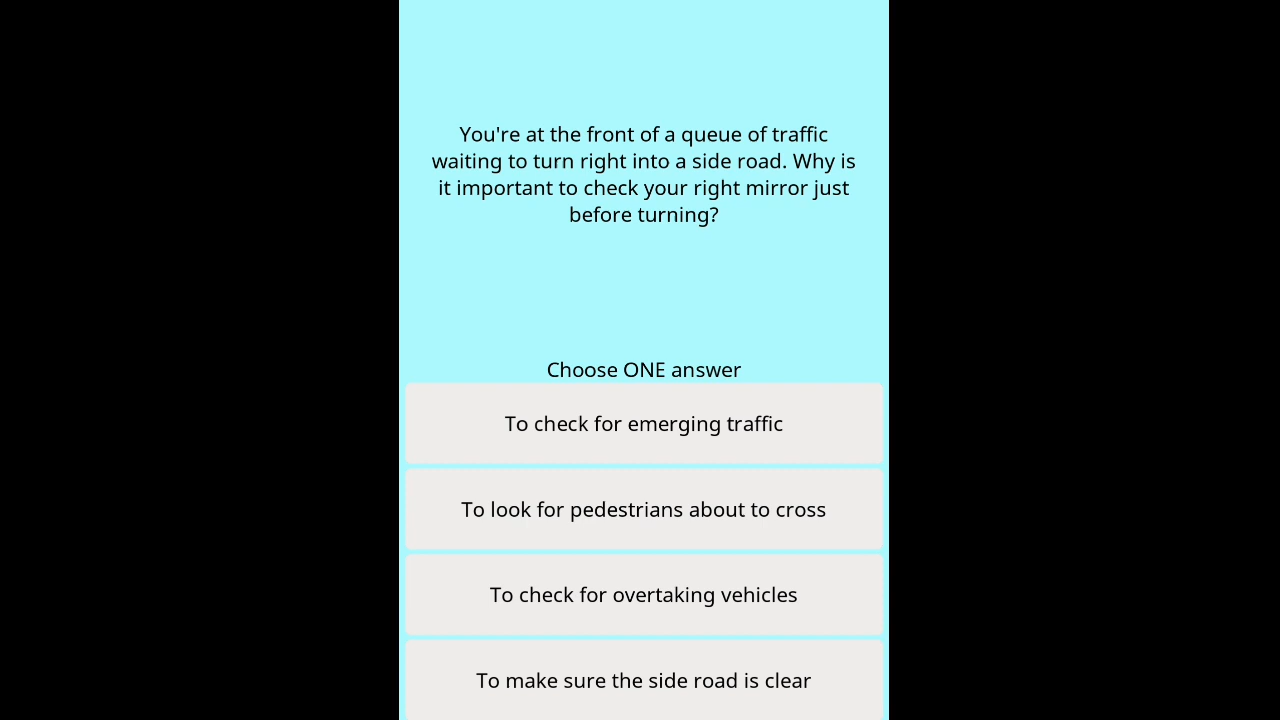 You're at the front of a queue of traffic
waiting to turn right into a side road. Why is
it important to check your right mirror just
before turning?
Choose ONE answer
To check for emerging traffic
To look for pedestrians about to cross
To check for overtaking vehicles
To make sure the side road is clear